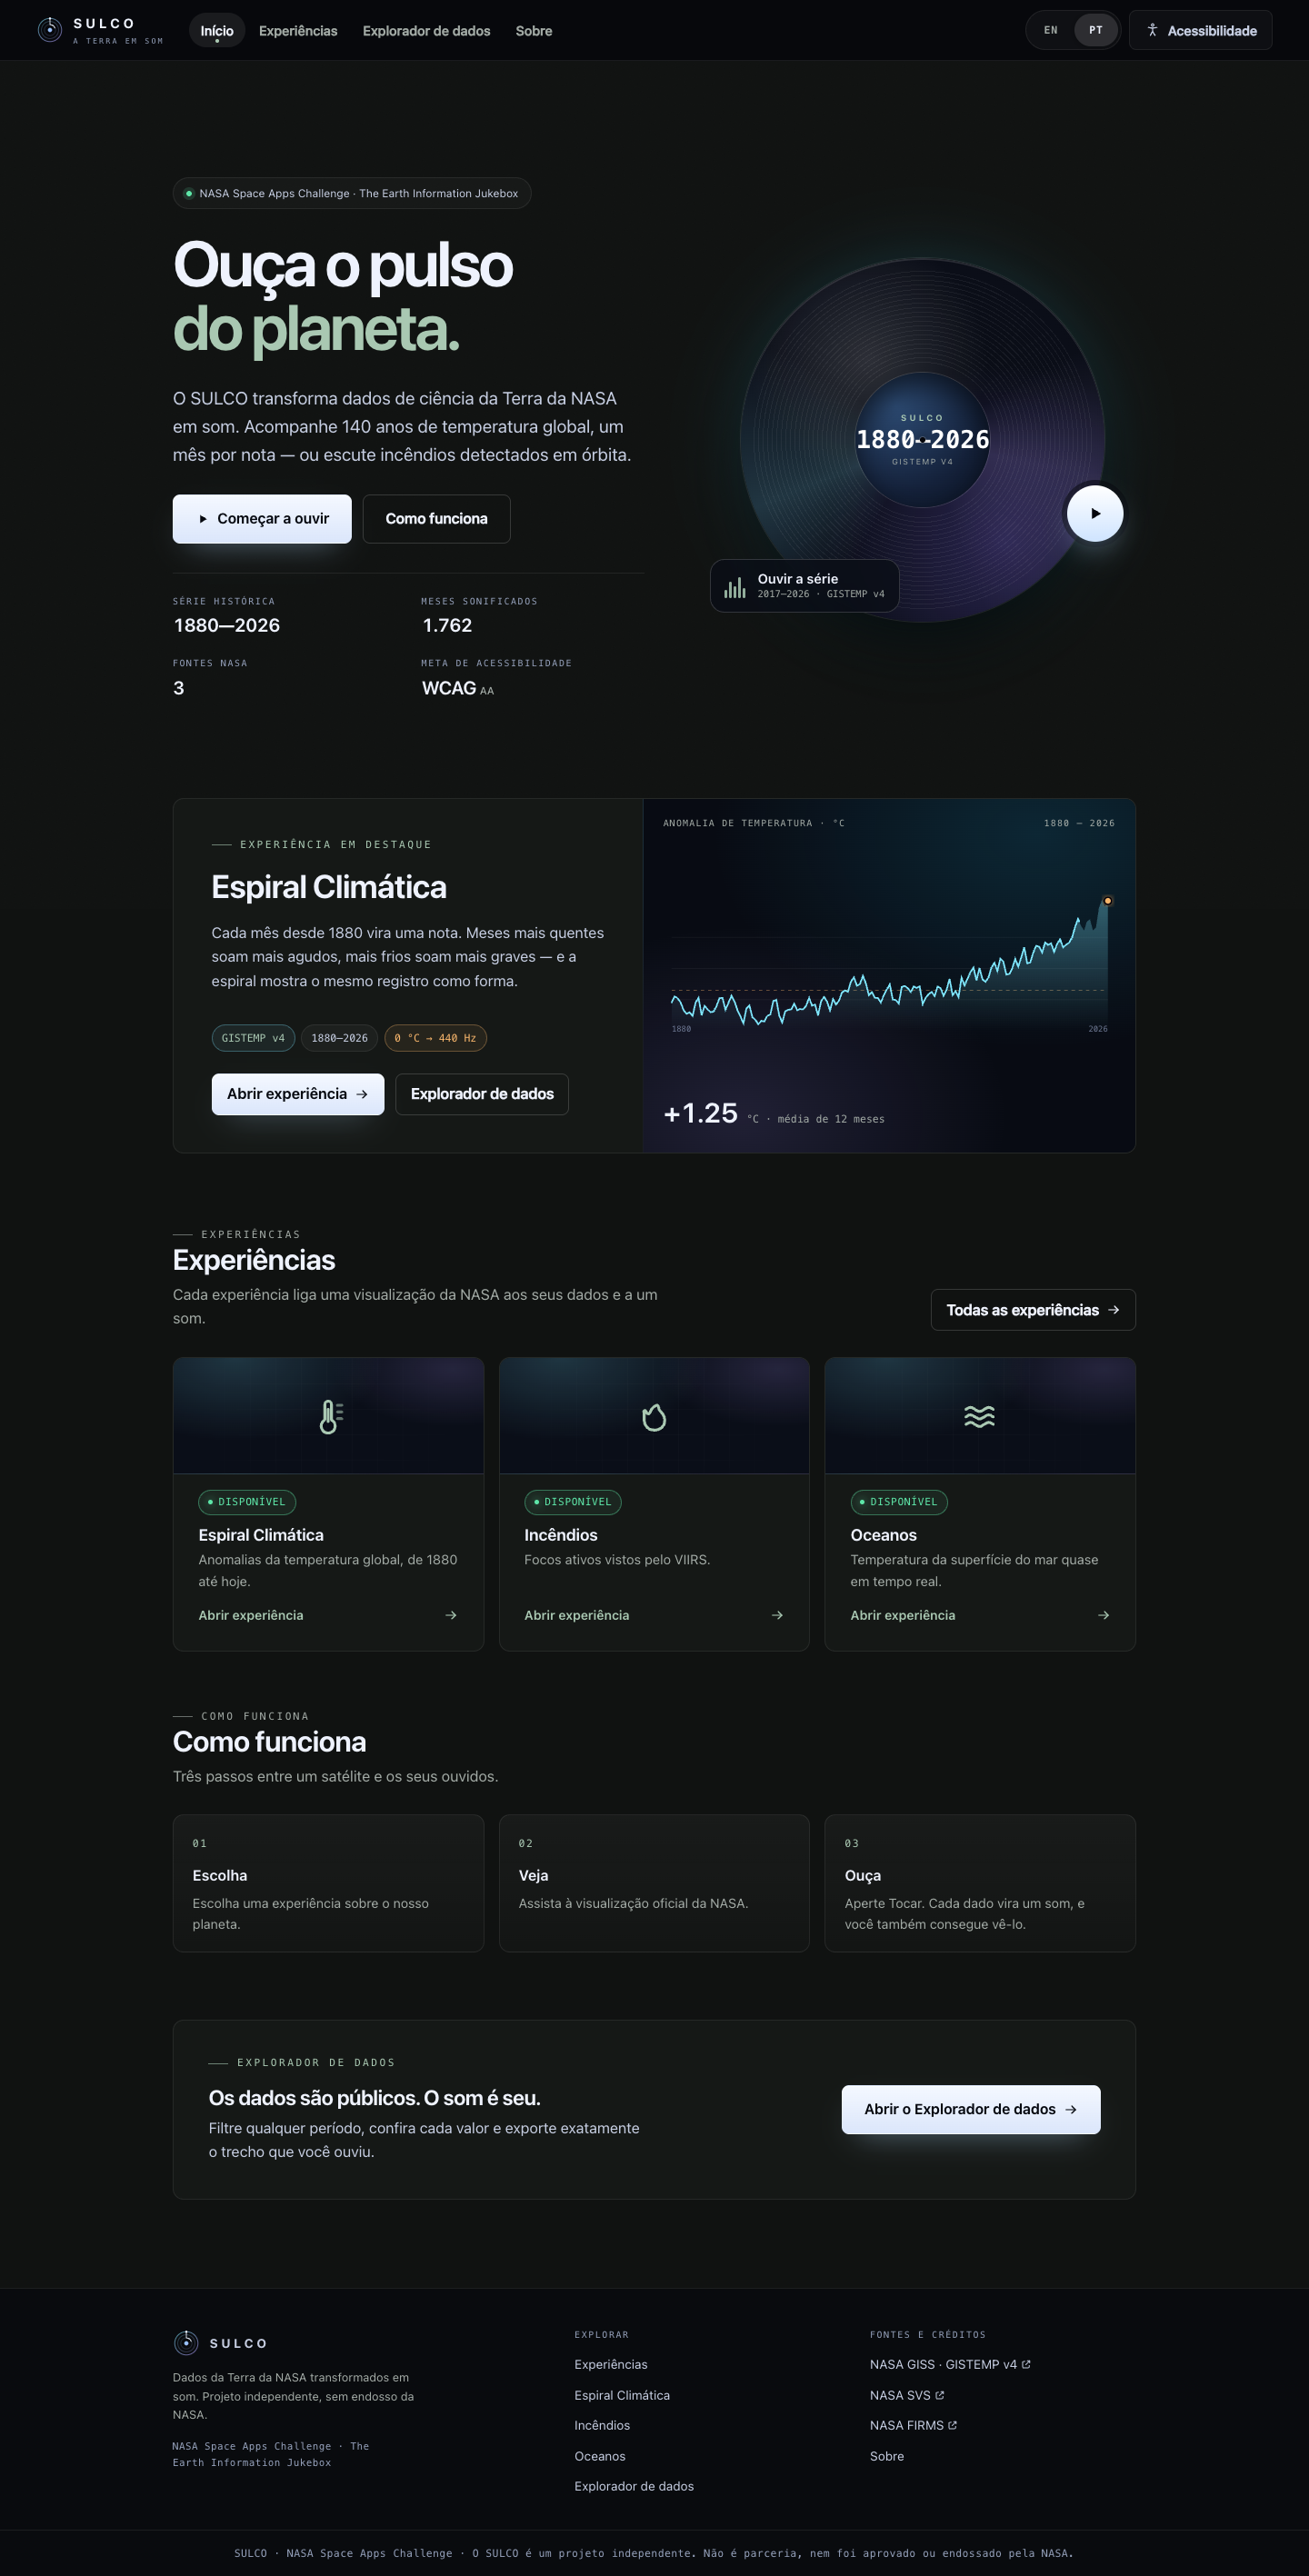 SULCO
A TERRA EM SOM
Início
Experiências
Explorador de dados
Sobre
EN
PT
Acessibilidade
NASA Space Apps Challenge · The Earth Information Jukebox
Ouça o pulso
do planeta.
O SULCO transforma dados de ciência da Terra da NASA
em som. Acompanhe 140 anos de temperatura global, um
mês por nota — ou escute incêndios detectados em órbita.
Começar a ouvir
Como funciona
SÉRIE HISTÓRICA
1880—2026
MESES SONIFICADOS
1.762
FONTES NASA
3
META DE ACESSIBILIDADE
WCAG AA
SULCO
1880–2026
GISTEMP V4
Ouvir a série
2017–2026 · GISTEMP v4
EXPERIÊNCIA EM DESTAQUE
Espiral Climática
Cada mês desde 1880 vira uma nota. Meses mais quentes
soam mais agudos, mais frios soam mais graves — e a
espiral mostra o mesmo registro como forma.
GISTEMP v4
1880–2026
0 °C → 440 Hz
Abrir experiência →
Explorador de dados
ANOMALIA DE TEMPERATURA · °C
1880 — 2026
1880
2026
+1.25 °C · média de 12 meses
EXPERIÊNCIAS
Experiências
Cada experiência liga uma visualização da NASA aos seus dados e a um
som.
Todas as experiências →
DISPONÍVEL
Espiral Climática
Anomalias da temperatura global, de 1880
até hoje.
Abrir experiência →
DISPONÍVEL
Incêndios
Focos ativos vistos pelo VIIRS.
Abrir experiência →
DISPONÍVEL
Oceanos
Temperatura da superfície do mar quase
em tempo real.
Abrir experiência →
COMO FUNCIONA
Como funciona
Três passos entre um satélite e os seus ouvidos.
01
Escolha
Escolha uma experiência sobre o nosso
planeta.
02
Veja
Assista à visualização oficial da NASA.
03
Ouça
Aperte Tocar. Cada dado vira um som, e
você também consegue vê-lo.
EXPLORADOR DE DADOS
Os dados são públicos. O som é seu.
Filtre qualquer período, confira cada valor e exporte exatamente
o trecho que você ouviu.
Abrir o Explorador de dados →
SULCO
Dados da Terra da NASA transformados em
som. Projeto independente, sem endosso da
NASA.
NASA Space Apps Challenge · The
Earth Information Jukebox
EXPLORAR
Experiências
Espiral Climática
Incêndios
Oceanos
Explorador de dados
FONTES E CRÉDITOS
NASA GISS · GISTEMP v4
NASA SVS
NASA FIRMS
Sobre
SULCO · NASA Space Apps Challenge · O SULCO é um projeto independente. Não é parceria, nem foi aprovado ou endossado pela NASA.